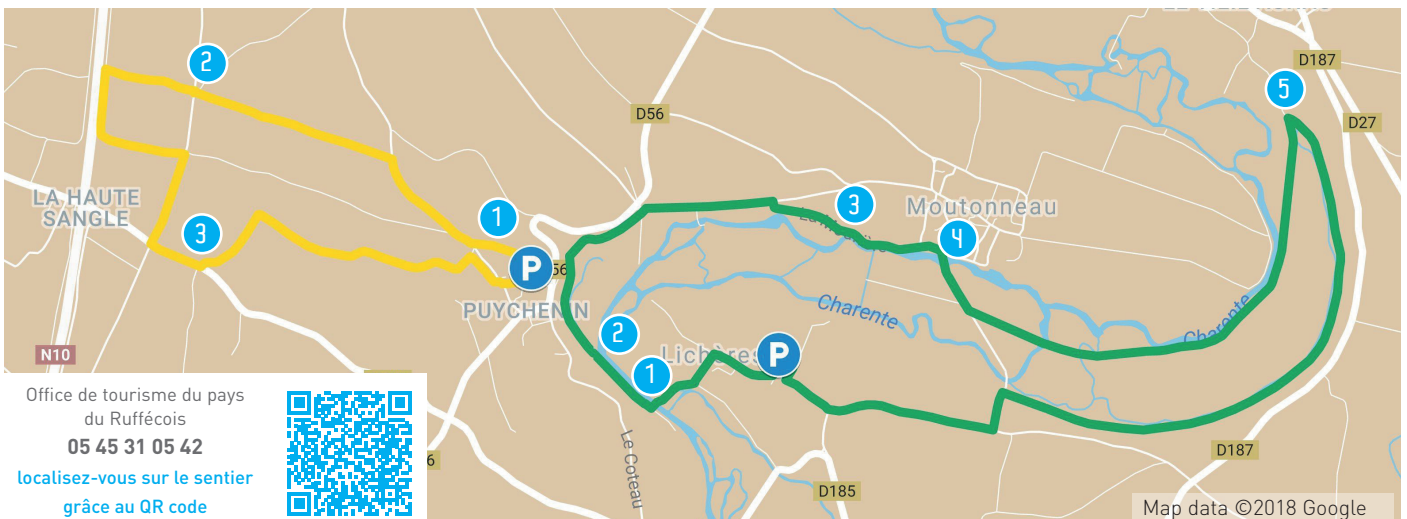 D187
2
5
D56
D27
LA HAUTE
SANGLE
1
3
Moutonneau
3
4
P
56
PUYCHENIN
Charente
Charente
2
P
Lichères
1
N10
D187
Le Coteau
6
D185
Office de tourisme du pays
du Ruffécois
05 45 31 05 42
localisez-vous sur le sentier
grâce au QR code
Map data ©2018 Google